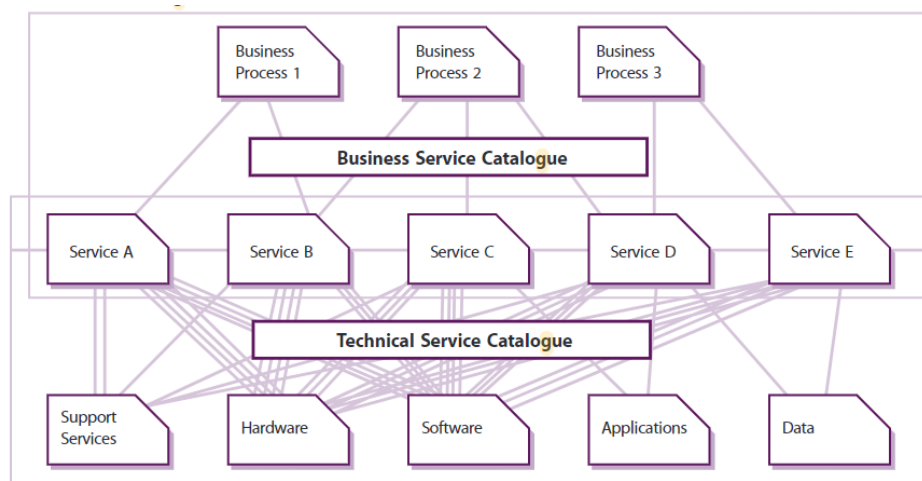 Business
Process 1
Business
Process 2
Business
Process 3
Business Service Catalogue
Service A
Service B
Service C
Service D
Service E
Technical Service Catalogue
Support
Services
Hardware
Software
Applications
Data